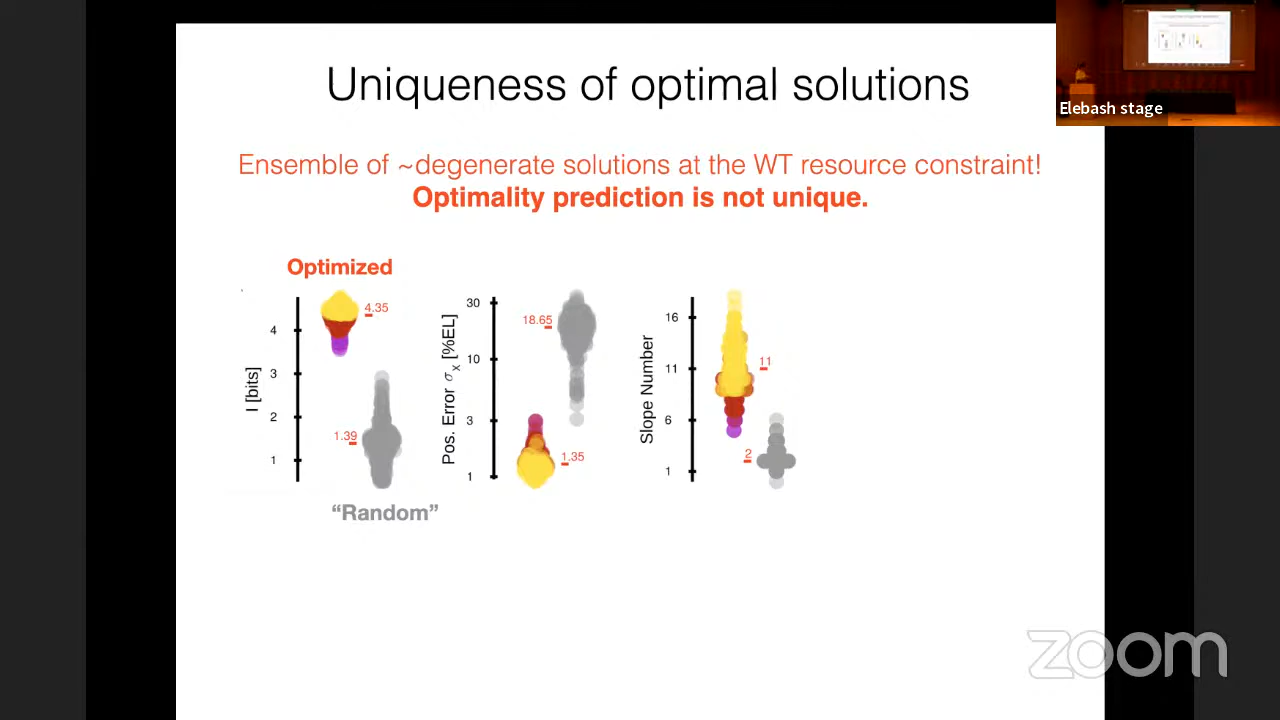 Uniqueness of optimal solutions
Elebash stage
Ensemble of ~degenerate solutions at the WT resource constraint!
Optimality prediction is not unique.
Optimized
I [bits]
4
3
2
1
4.35
1.39
"Random"
Pos. Error σx [%EL]
30
10
3
1
18.65
1.35
Slope Number
16
11
6
1
11
2
zoom